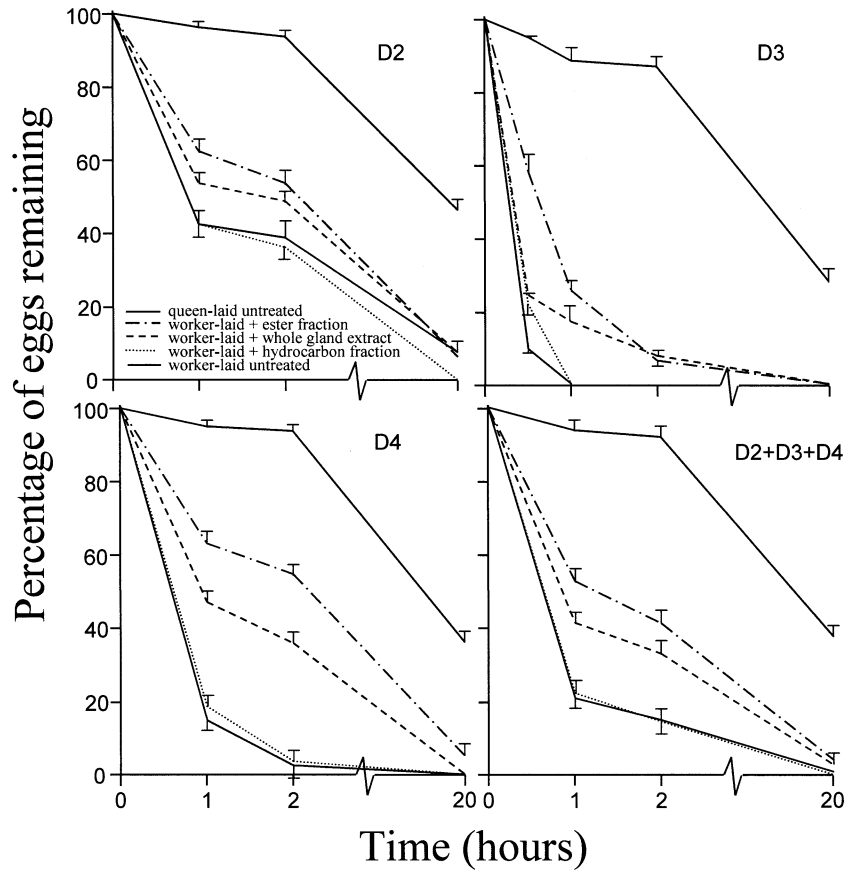 Percentage of eggs remaining
100
80
60
40
20
0
D2
queen-laid untreated
worker-laid + ester fraction
worker-laid + whole gland extract
worker-laid + hydrocarbon fraction
worker-laid untreated
D3
100
80
60
40
20
0
D4
0 1 2 20
D2+D3+D4
0 1 2 20
Time (hours)